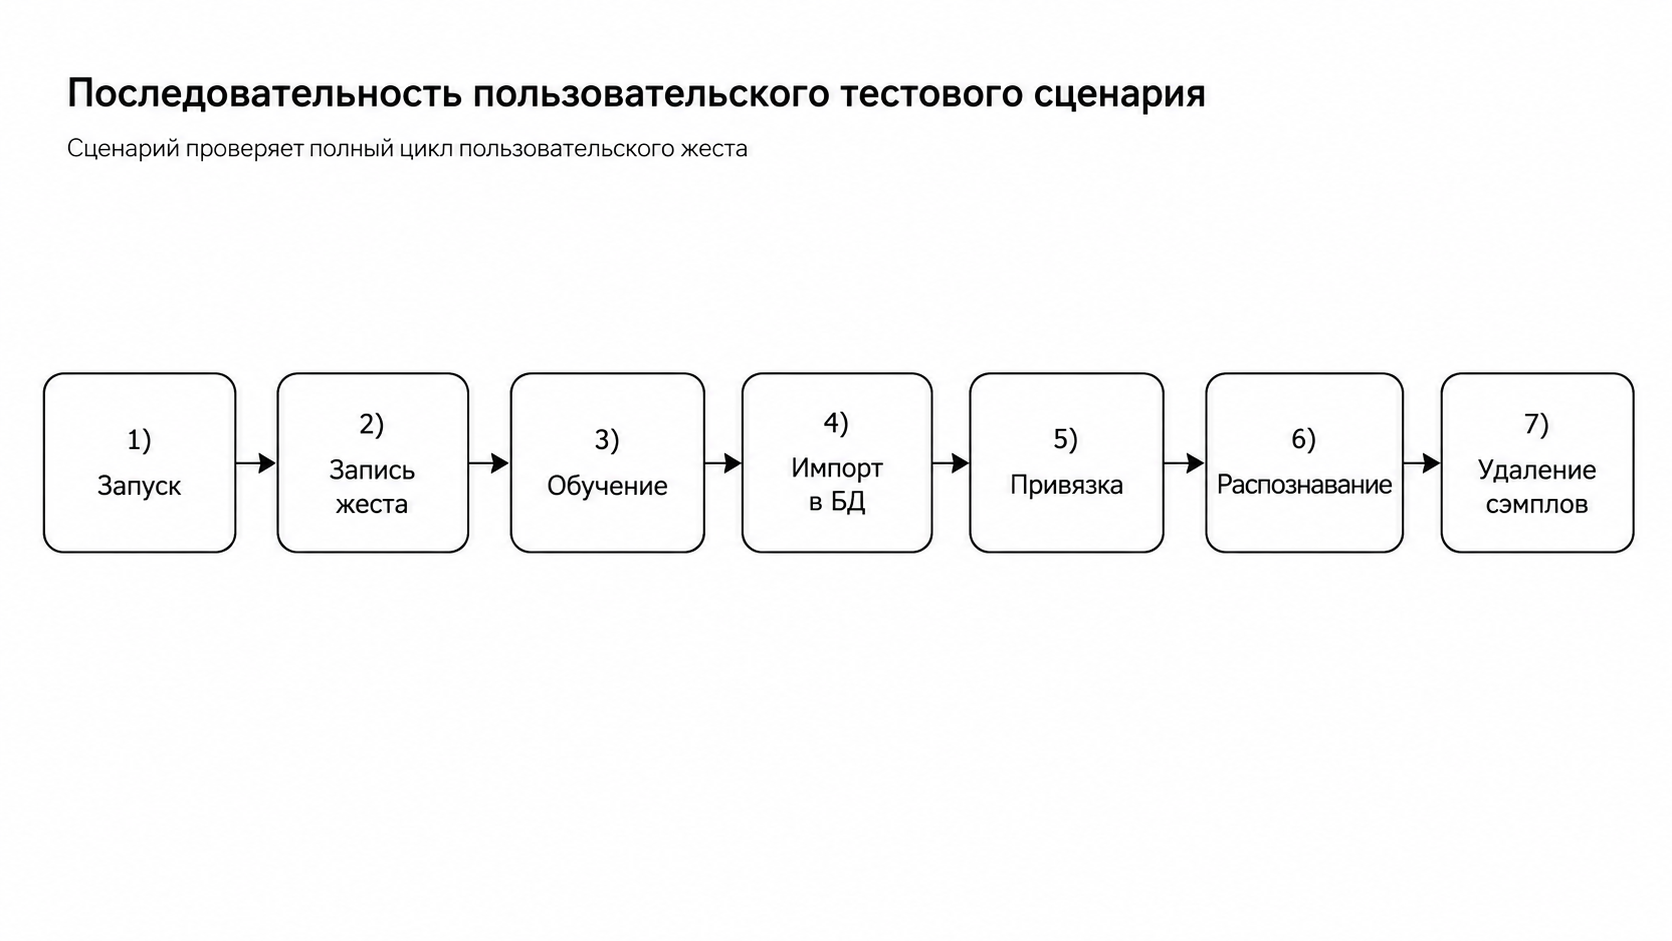 Последовательность пользовательского тестового сценария
Сценарий проверяет полный цикл пользовательского жеста
1)
Запуск
2)
Запись
жеста
3)
Обучение
4)
Импорт
в БД
5)
Привязка
6)
Распознавание
7)
Удаление
сэмплов